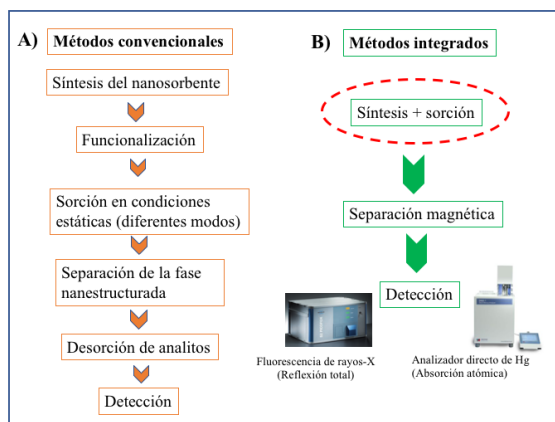 A)
Métodos convencionales
Síntesis del nanosorbente
Funcionalización
Sorción en condiciones
estáticas (diferentes modos)
Separación de la fase
nanestructurada
Desorción de analitos
Detección
B)
Métodos integrados
Síntesis + sorción
Separación magnética
Detección
Fluorescencia de rayos-X
(Reflexión total)
Analizador directo de Hg
(Absorción atómica)